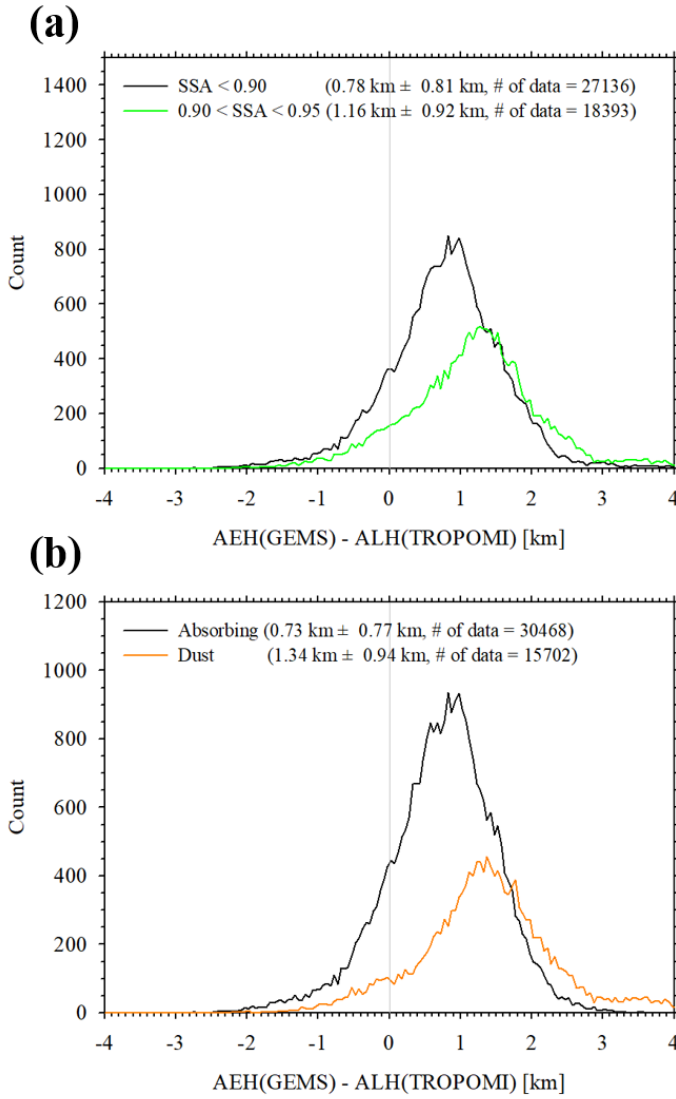 (a)
1400
1200
1000
800
600
400
200
0
Count
SSA < 0.90 (0.78 km ± 0.81 km, # of data = 27136)
0.90 < SSA < 0.95 (1.16 km ± 0.92 km, # of data = 18393)
-4 -3 -2 -1 0 1 2 3 4
AEH(GEMS) - ALH(TROPOMI) [km]
(b)
1200
1000
800
600
400
200
0
Count
Absorbing (0.73 km ± 0.77 km, # of data = 30468)
Dust (1.34 km ± 0.94 km, # of data = 15702)
-4 -3 -2 -1 0 1 2 3 4
AEH(GEMS) - ALH(TROPOMI) [km]